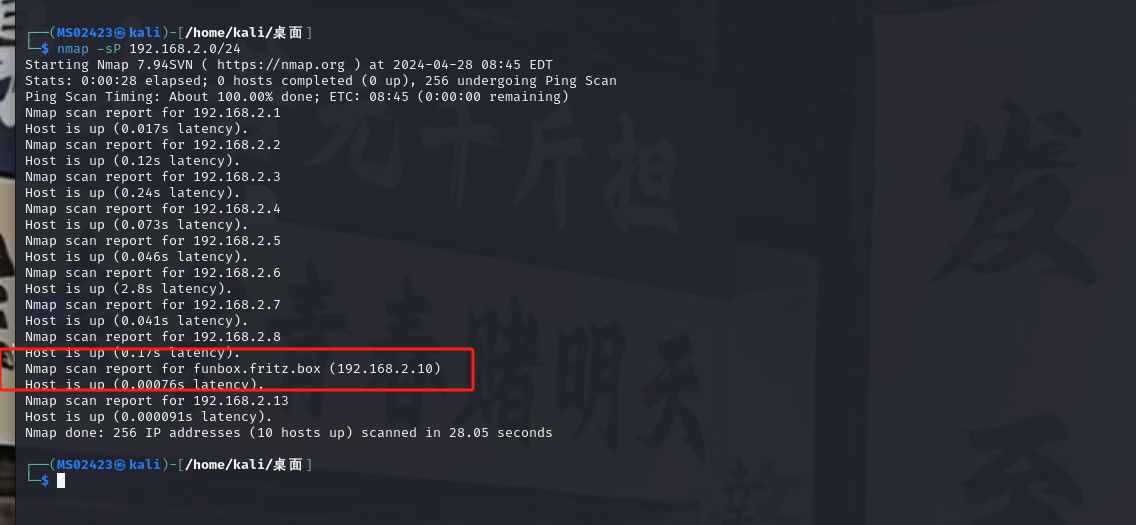 ┌──(MS02423㉿kali)-[/home/kali/桌面]
└─$ nmap -sP 192.168.2.0/24
Starting Nmap 7.94SVN ( https://nmap.org ) at 2024-04-28 08:45 EDT
Stats: 0:00:28 elapsed; 0 hosts completed (0 up), 256 undergoing Ping Scan
Ping Scan Timing: About 100.00% done; ETC: 08:45 (0:00:00 remaining)
Nmap scan report for 192.168.2.1
Host is up (0.017s latency).
Nmap scan report for 192.168.2.2
Host is up (0.12s latency).
Nmap scan report for 192.168.2.3
Host is up (0.24s latency).
Nmap scan report for 192.168.2.4
Host is up (0.073s latency).
Nmap scan report for 192.168.2.5
Host is up (0.046s latency).
Nmap scan report for 192.168.2.6
Host is up (2.8s latency).
Nmap scan report for 192.168.2.7
Host is up (0.041s latency).
Nmap scan report for 192.168.2.8
Host is up (0.17s latency).
Nmap scan report for funbox.fritz.box (192.168.2.10)
Host is up (0.00076s latency).
Nmap scan report for 192.168.2.13
Host is up (0.000091s latency).
Nmap done: 256 IP addresses (10 hosts up) scanned in 28.05 seconds
┌──(MS02423㉿kali)-[/home/kali/桌面]
└─$
元十斤担
青春赌明天
发
至